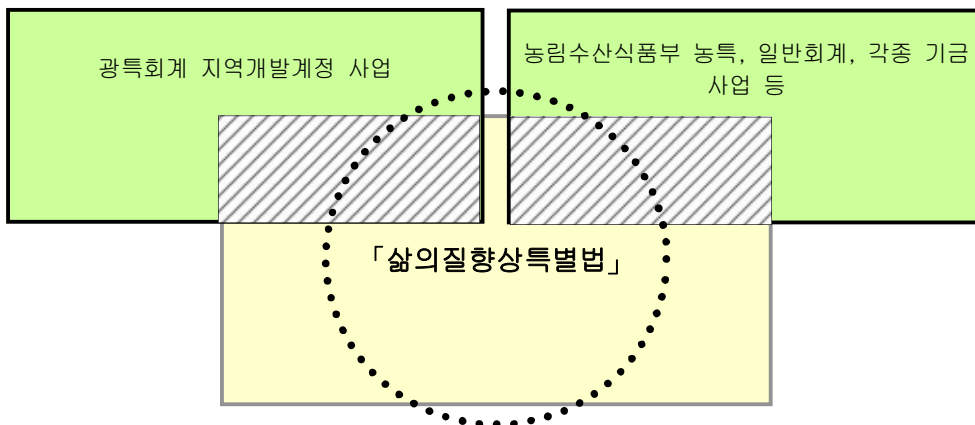 광특회계 지역개발계정 사업
농림수산식품부 농특, 일반회계, 각종 기금
사업 등
「삶의질향상특별법」